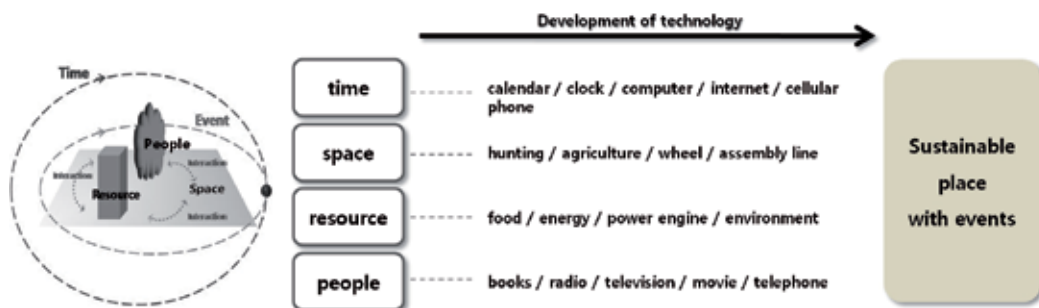 Development of technology
Time
Event
People
Interaction
Interaction
Resource
Space
Interaction
time
calendar / clock / computer / internet / cellular
phone
space
hunting / agriculture / wheel / assembly line
resource
food / energy / power engine / environment
people
books / radio / television / movie / telephone
Sustainable
place
with events